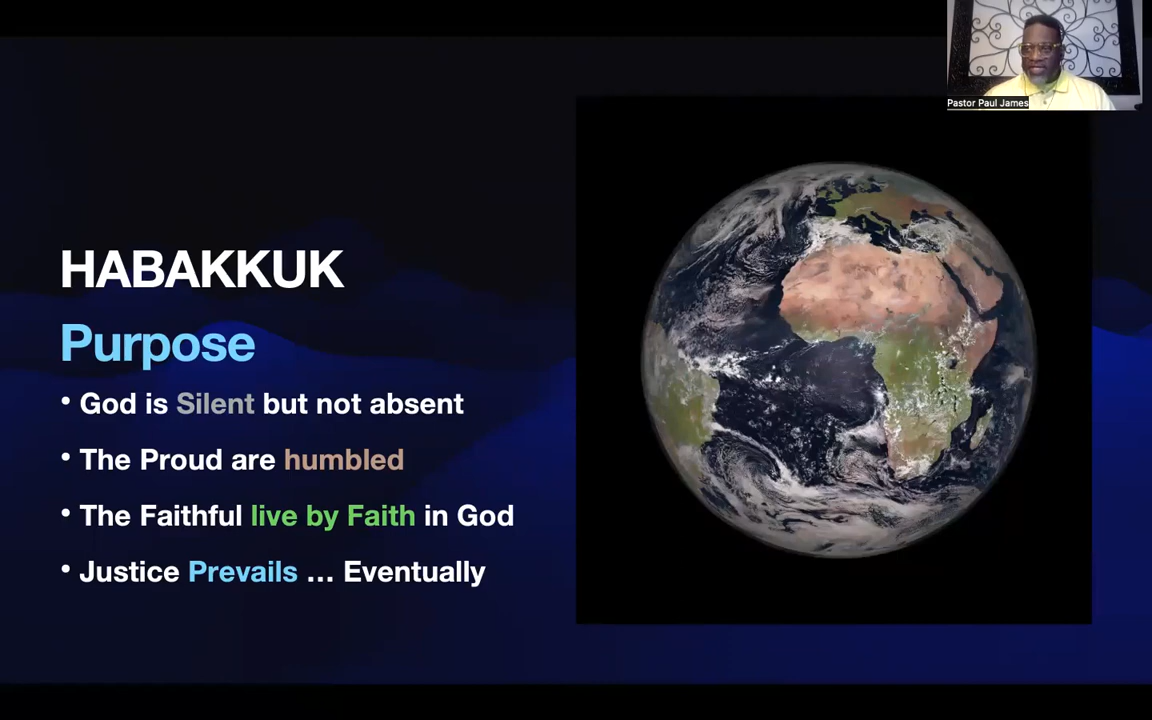 Pastor Paul James
HABAKKUK
Purpose
• God is Silent but not absent
• The Proud are humbled
• The Faithful live by Faith in God
• Justice Prevails ... Eventually